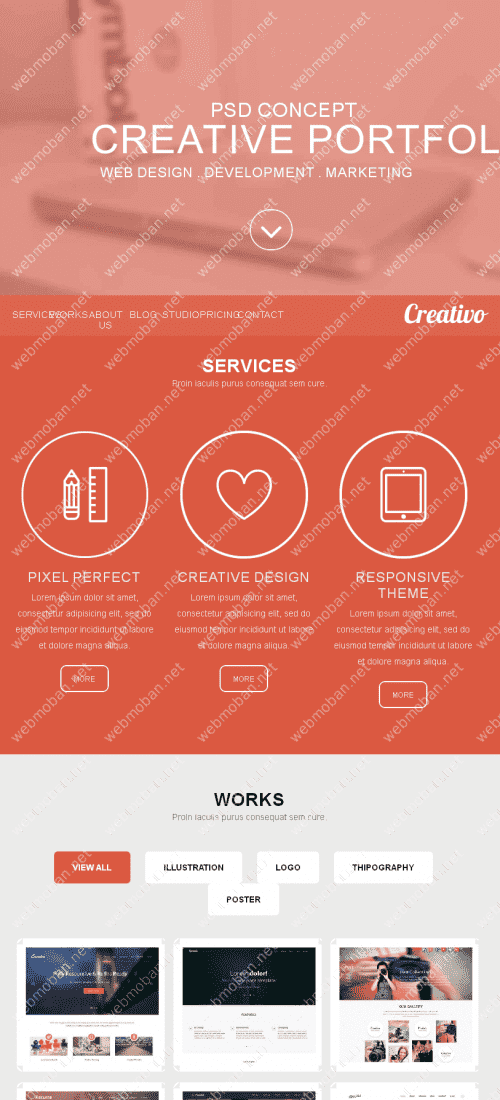 PSD CONCEPT
CREATIVE PORTFOL
WEB DESIGN . DEVELOPMENT . MARKETING
SERVICES WORKS ABOUT US BLOG STUDIO PRICING CONTACT
Creativo
SERVICES
Proin iaculis purus consequat sem cure.
PIXEL PERFECT
Lorem ipsum dolor sit amet,
consectetur adipisicing elit, sed do
eiusmod tempor incididunt ut labore
et dolore magna aliqua.
MORE
CREATIVE DESIGN
Lorem ipsum dolor sit amet,
consectetur adipisicing elit, sed do
eiusmod tempor incididunt ut labore
et dolore magna aliqua.
MORE
RESPONSIVE
THEME
Lorem ipsum dolor sit amet,
consectetur adipisicing elit, sed do
eiusmod tempor incididunt ut labore
et dolore magna aliqua.
MORE
WORKS
Proin iaculis purus consequat sem cure.
VIEW ALL
ILLUSTRATION
LOGO
THIPOGRAPHY
POSTER
OUR GALLERY
webmoban.net